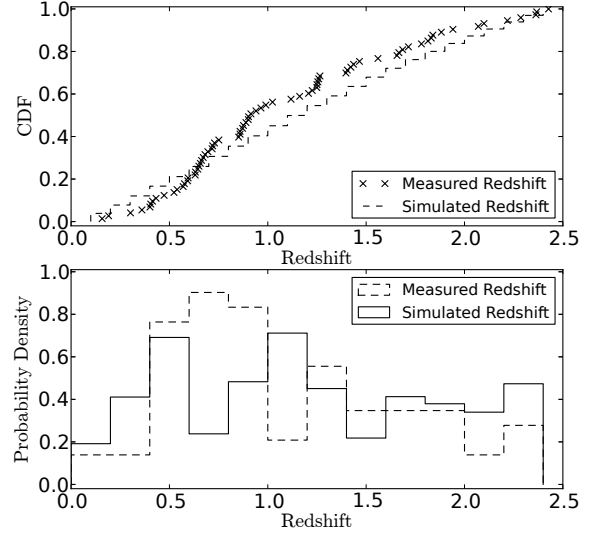 1.0
0.8
0.6
0.4
0.2
0.0
CDF
× Measured Redshift
Simulated Redshift
0.0 0.5 1.0 1.5 2.0 2.5
Redshift
1.0
0.8
0.6
0.4
0.2
0.0
Probability Density
Measured Redshift
Simulated Redshift
0.0 0.5 1.0 1.5 2.0 2.5
Redshift